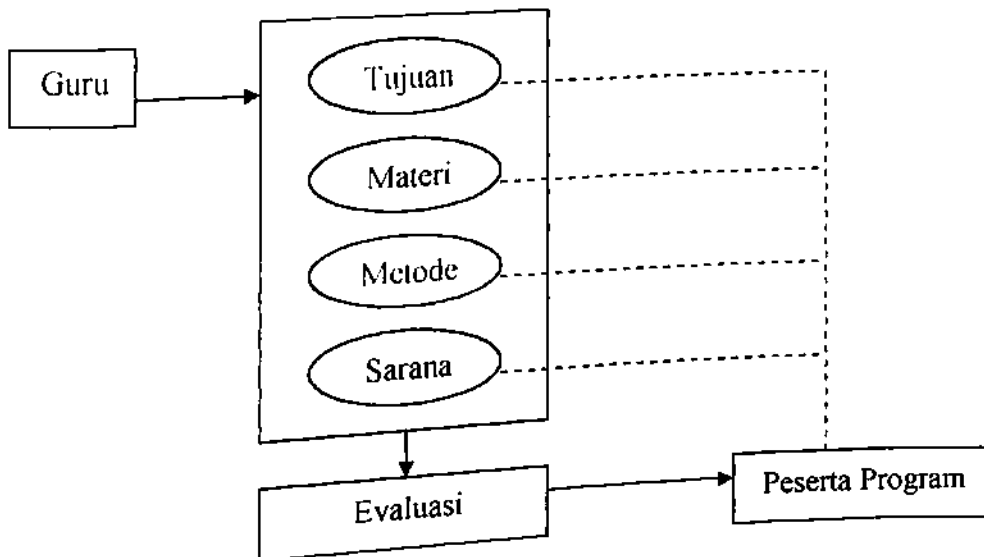 Guru
Tujuan
Materi
Metode
Sarana
Evaluasi
Peserta Program